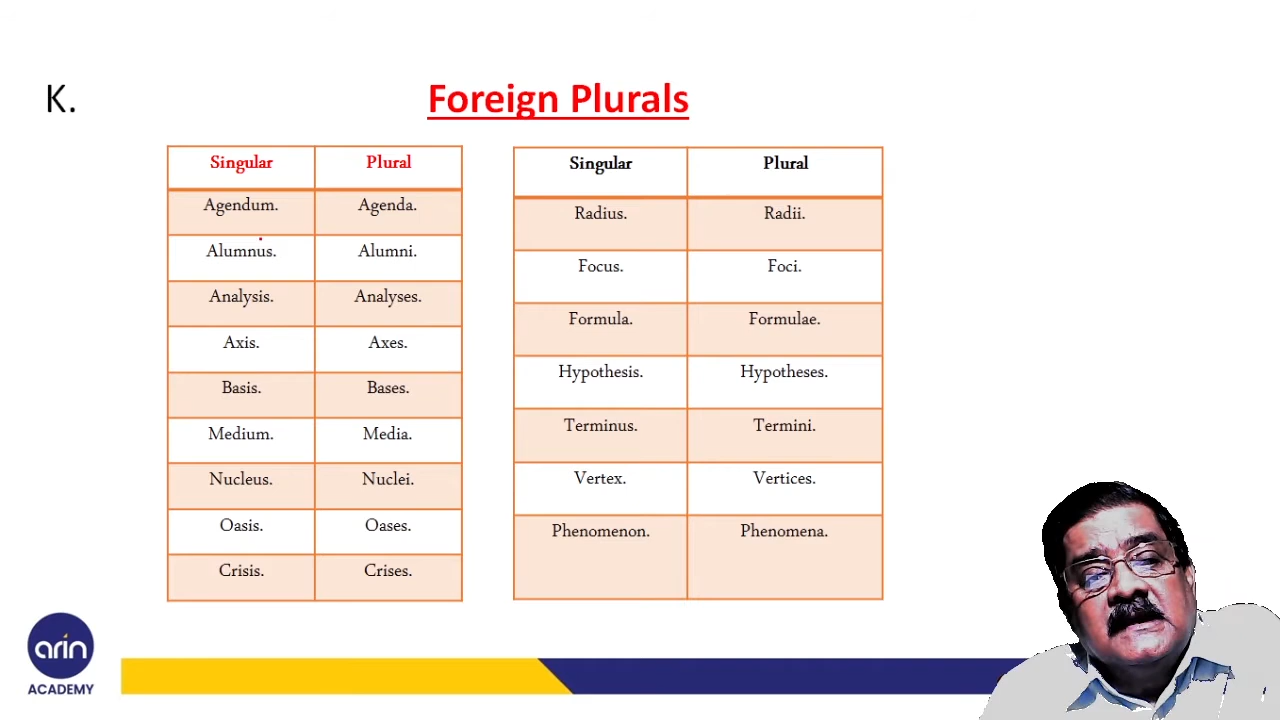 K.
Foreign Plurals
Singular Plural
Agendum. Agenda.
Alumnus. Alumni.
Analysis. Analyses.
Axis. Axes.
Basis. Bases.
Medium. Media.
Nucleus. Nuclei.
Oasis. Oases.
Crisis. Crises.
Singular Plural
Radius. Radii.
Focus. Foci.
Formula. Formulae.
Hypothesis. Hypotheses.
Terminus. Termini.
Vertex. Vertices.
Phenomenon. Phenomena.
arin
ACADEMY